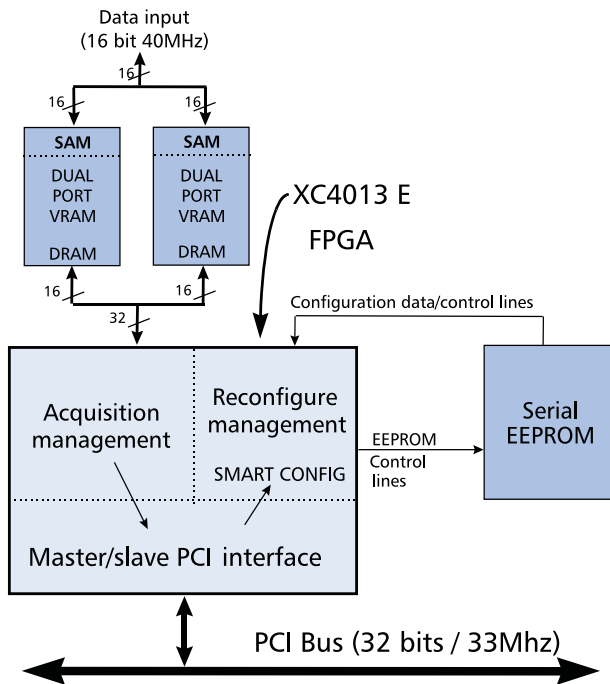 Data input
(16 bit 40MHz)
16
16
16
SAM
DUAL
PORT
VRAM
DRAM
SAM
DUAL
PORT
VRAM
DRAM
XC4013 E
FPGA
16
16
32
Configuration data/control lines
Acquisition
management
Reconfigure
management
SMART CONFIG
EEPROM
Control
lines
Serial
EEPROM
Master/slave PCI interface
PCI Bus (32 bits / 33Mhz)